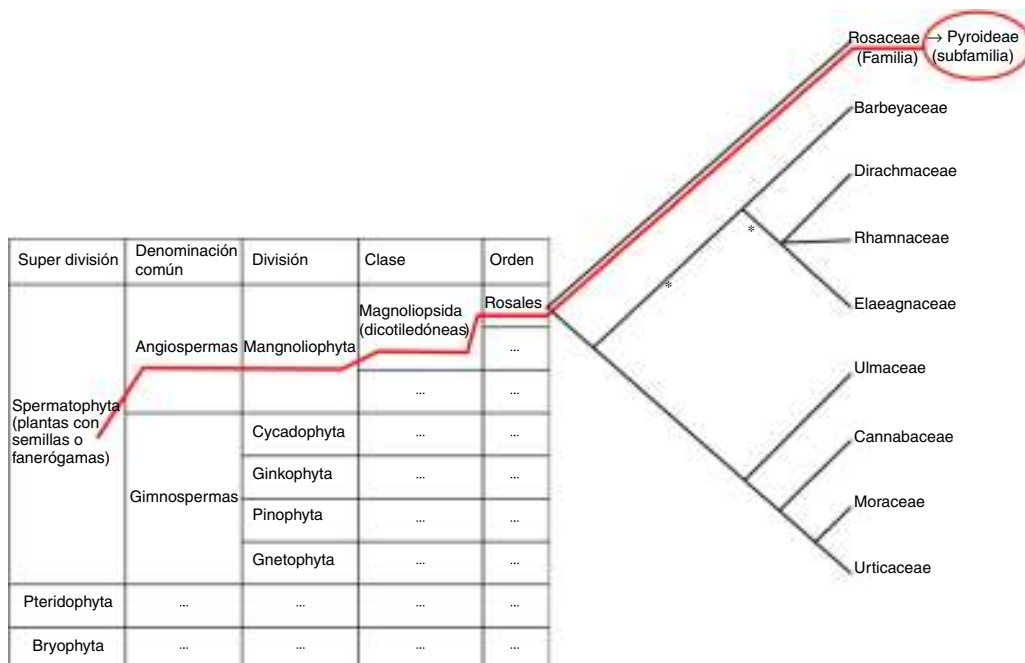 Rosaceae → Pyroideae
(Familia) (subfamilia)
Barbeyaceae
Dirachmaceae
*
Rhamnaceae
*
Elaeagnaceae
Ulmaceae
Cannabaceae
Moraceae
Urticaceae
Super división Denominación común División Clase Orden
Spermatophyta
(plantas con
semillas o
fanerógamas)
Angiospermas Mangnoliophyta Magnoliopsida
(dicotiledóneas) Rosales
...
... ...
Gimnospermas
Cycadophyta ... ...
Ginkophyta ... ...
Pinophyta ... ...
Gnetophyta ... ...
Pteridophyta ... ... ... ...
Bryophyta ... ... ... ...